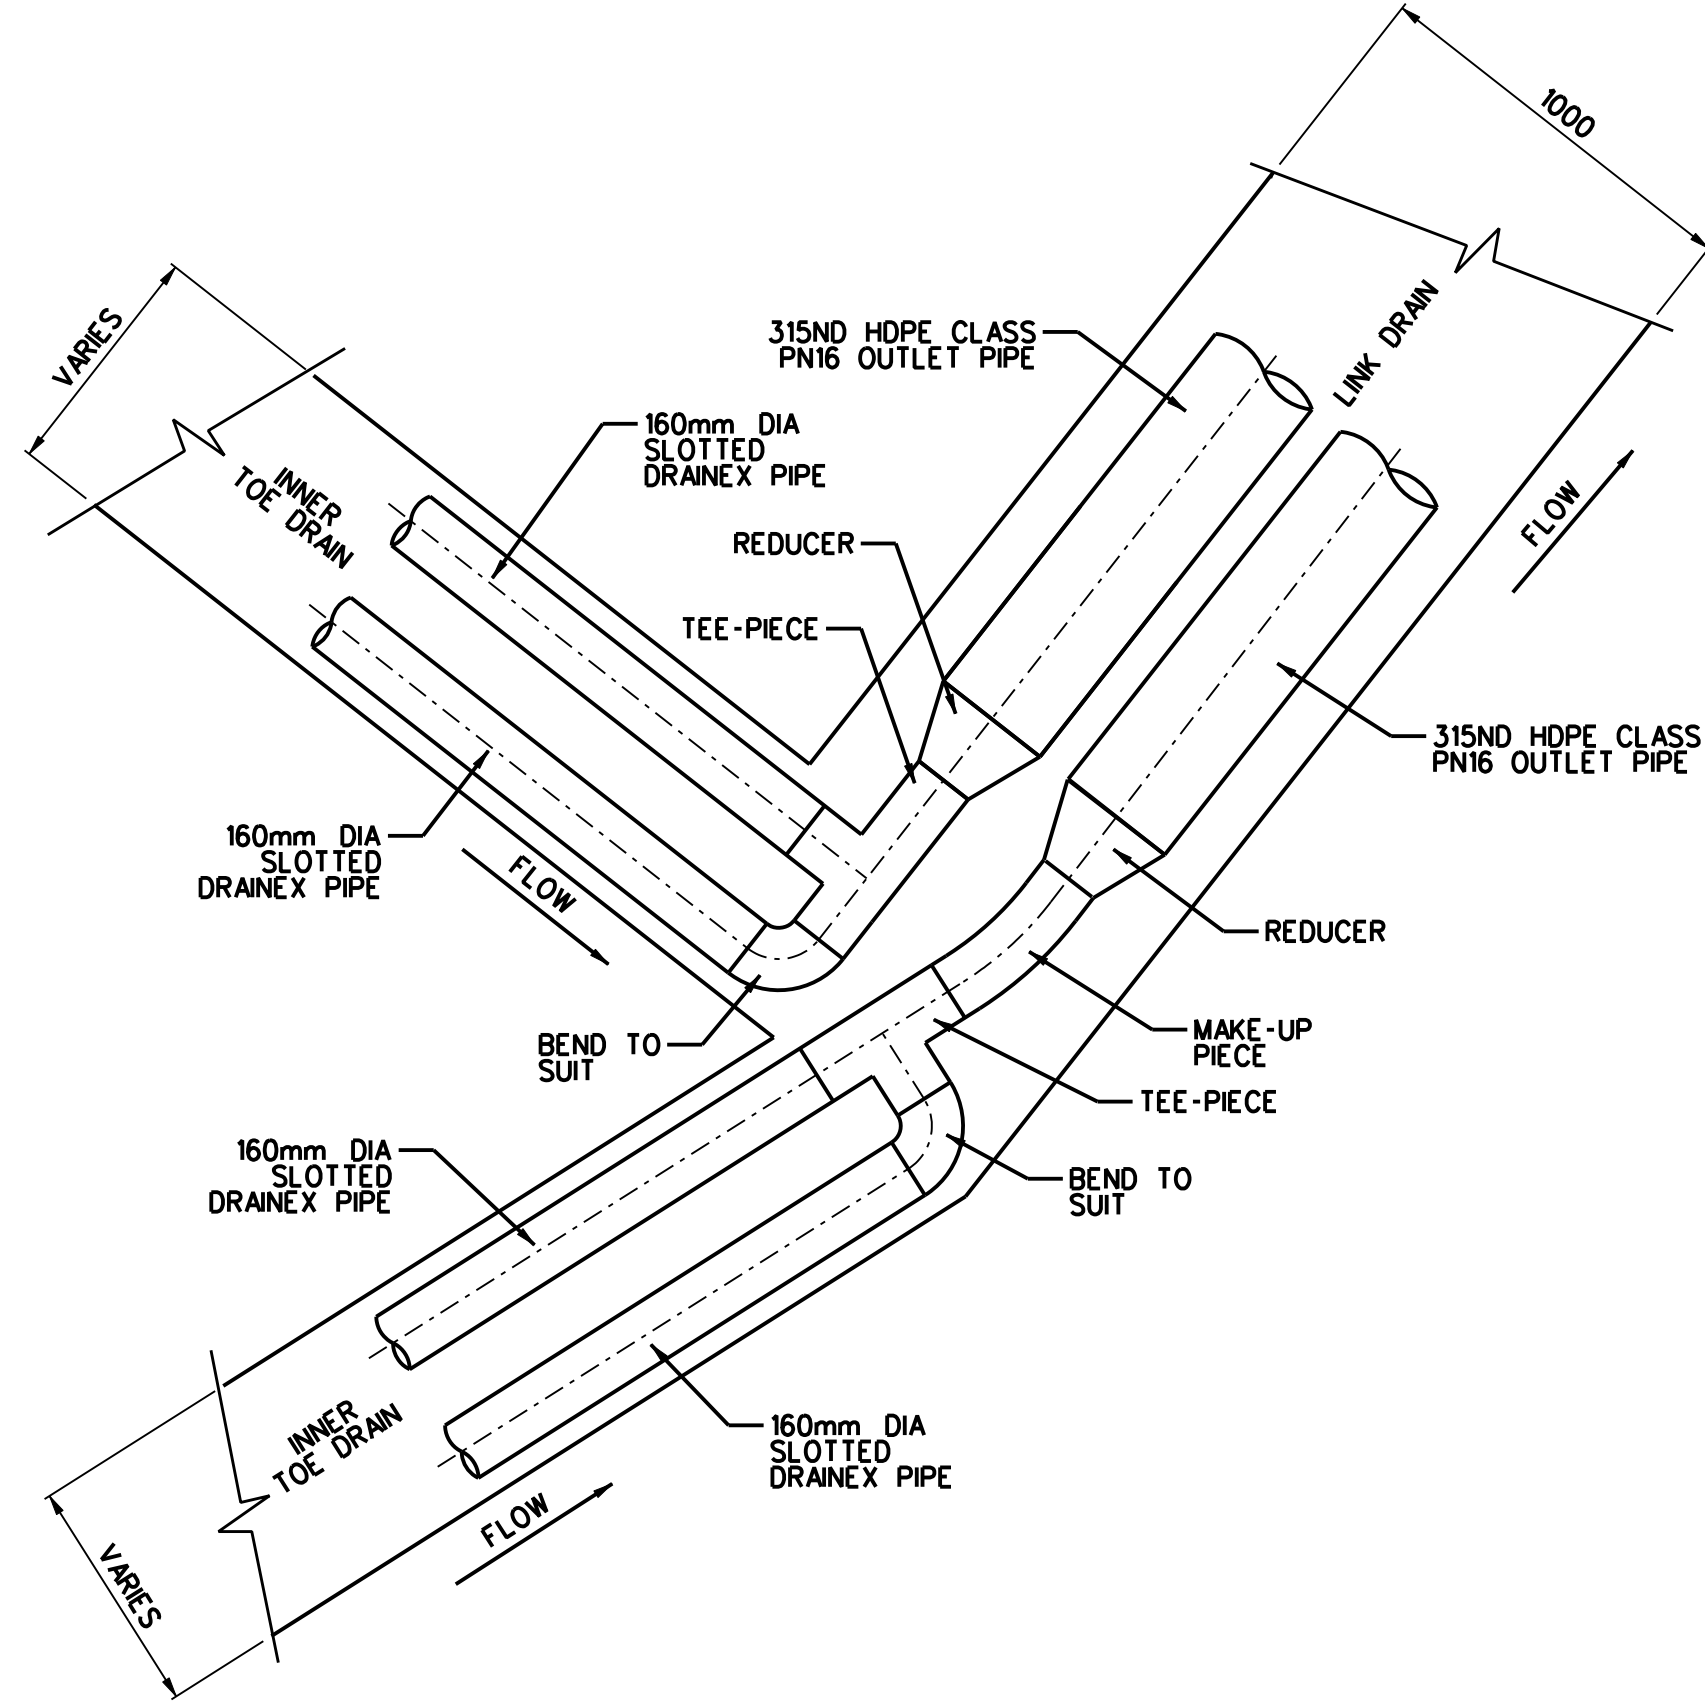 1000
VARIES
LINK DRAIN
315ND HDPE CLASS
PN16 OUTLET PIPE
160mm DIA
SLOTTED
DRAINEX PIPE
INNER
TOE DRAIN
FLOW
REDUCER
TEE-PIECE
315ND HDPE CLASS
PN16 OUTLET PIPE
160mm DIA
SLOTTED
DRAINEX PIPE
FLOW
REDUCER
BEND TO
SUIT
MAKE-UP
PIECE
TEE-PIECE
160mm DIA
SLOTTED
DRAINEX PIPE
BEND TO
SUIT
INNER
TOE DRAIN
160mm DIA
SLOTTED
DRAINEX PIPE
FLOW
VARIES